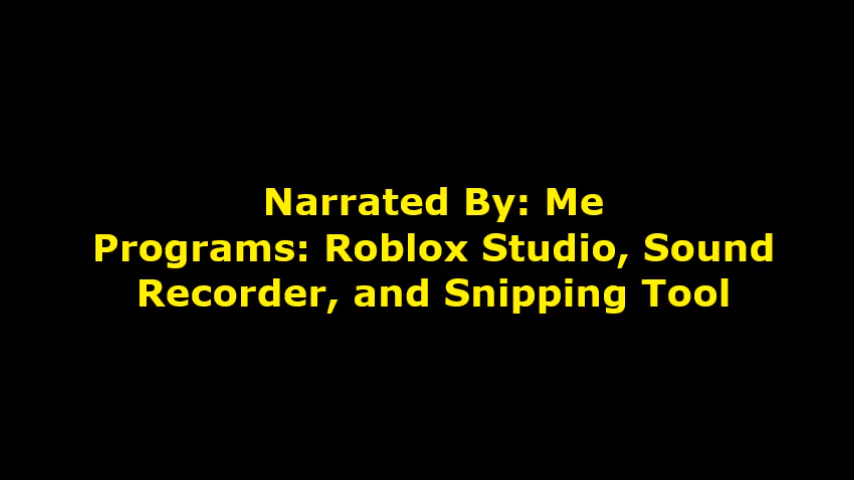 Narrated By: Me
Programs: Roblox Studio, Sound
Recorder, and Snipping Tool